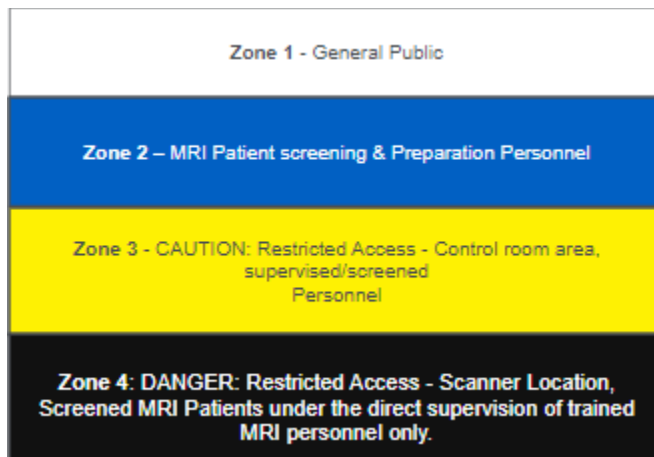 Zone 1 - General Public
Zone 2 – MRI Patient screening & Preparation Personnel
Zone 3 - CAUTION: Restricted Access - Control room area,
supervised/screened
Personnel
Zone 4: DANGER: Restricted Access - Scanner Location,
Screened MRI Patients under the direct supervision of trained
MRI personnel only.